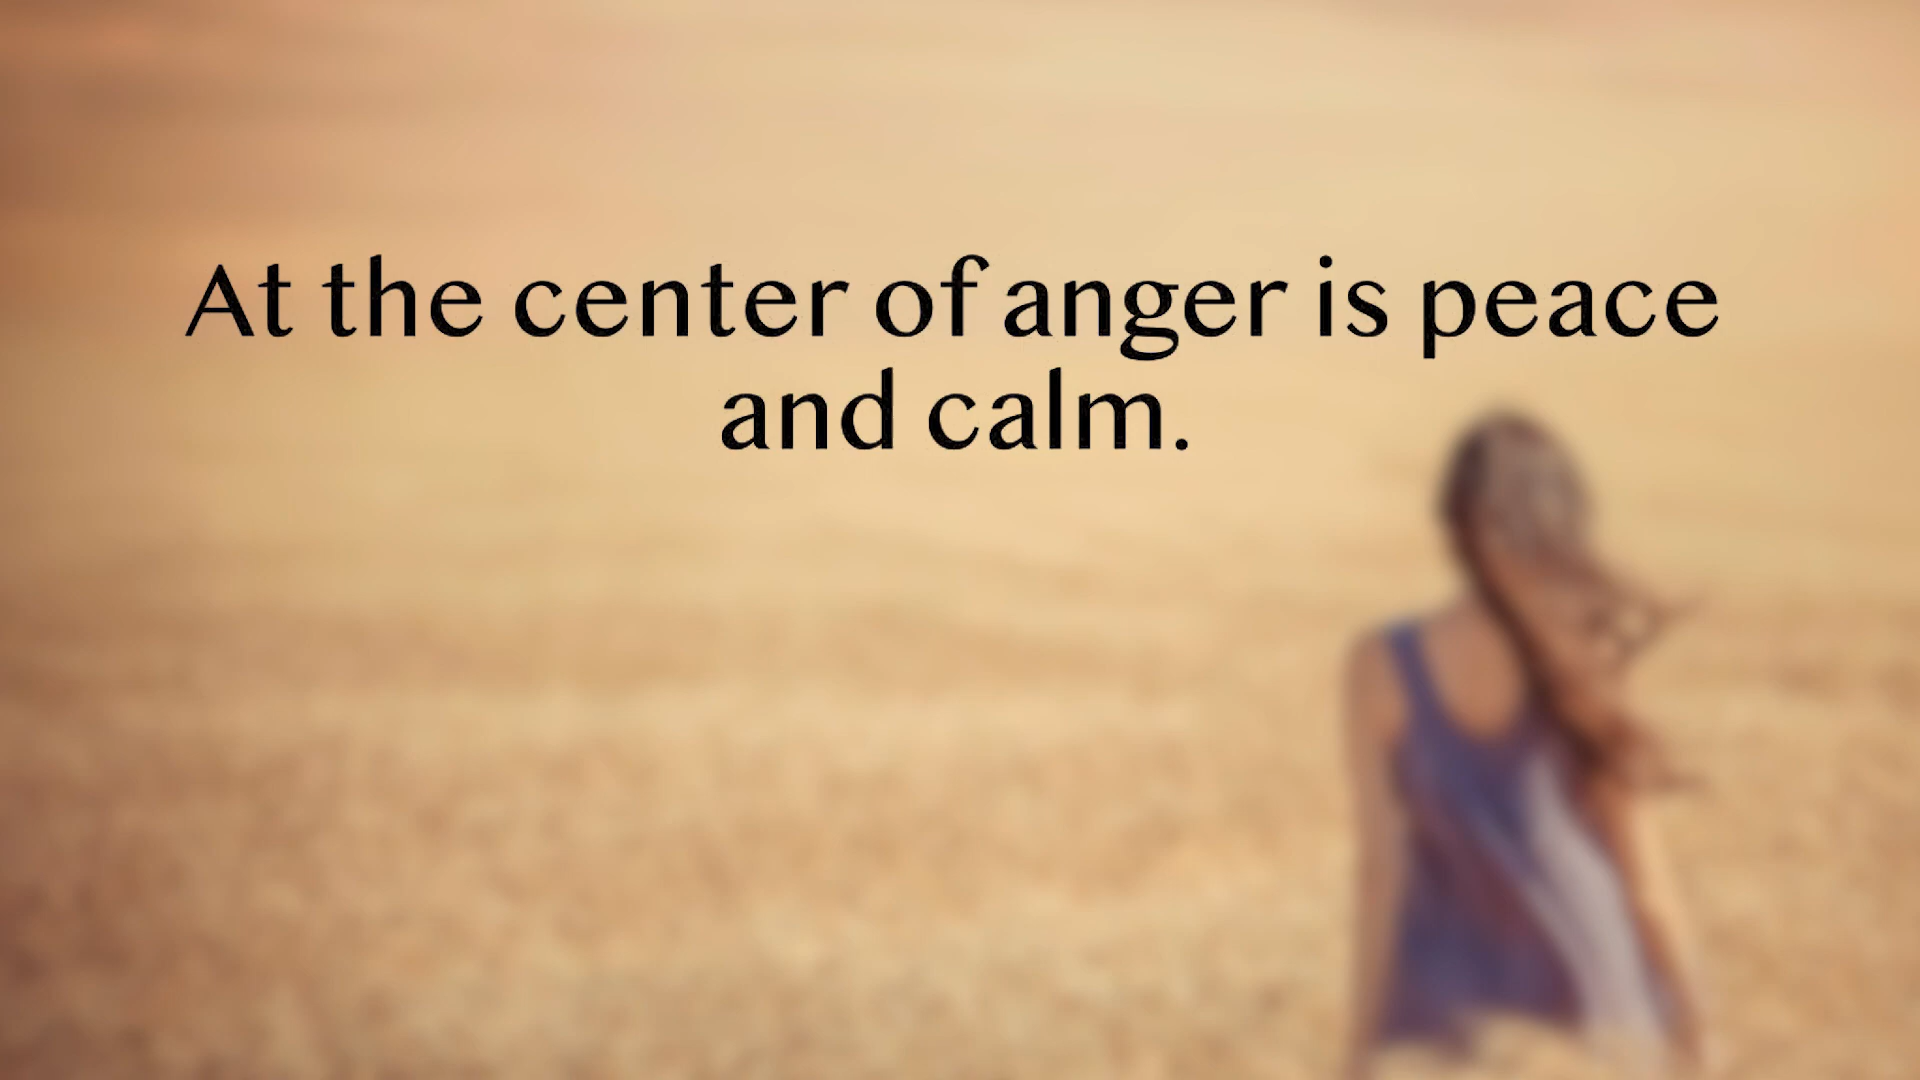 At the center of anger is peace
and calm.